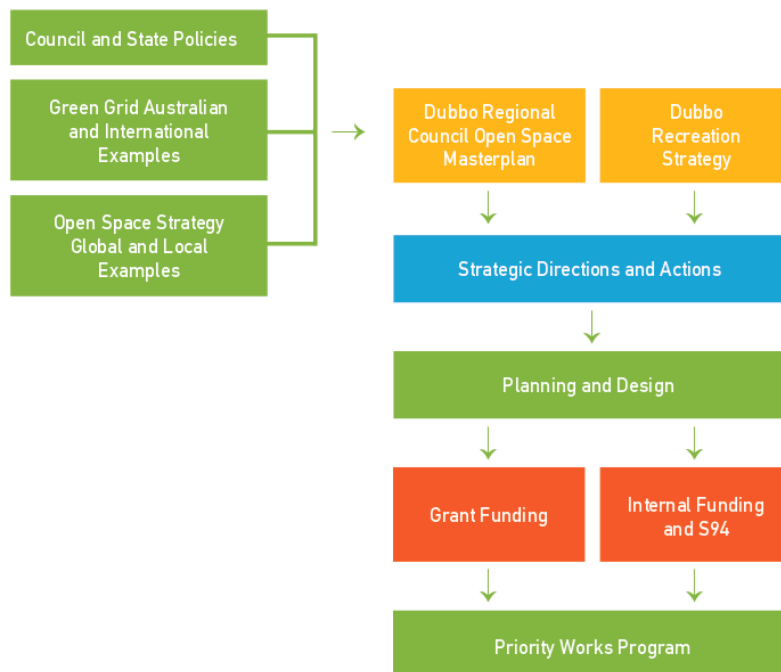 Council and State Policies
Green Grid Australian
and International
Examples
Open Space Strategy
Global and Local
Examples
Dubbo Regional
Council Open Space
Masterplan
Dubbo
Recreation
Strategy
Strategic Directions and Actions
Planning and Design
Grant Funding
Internal Funding
and S94
Priority Works Program